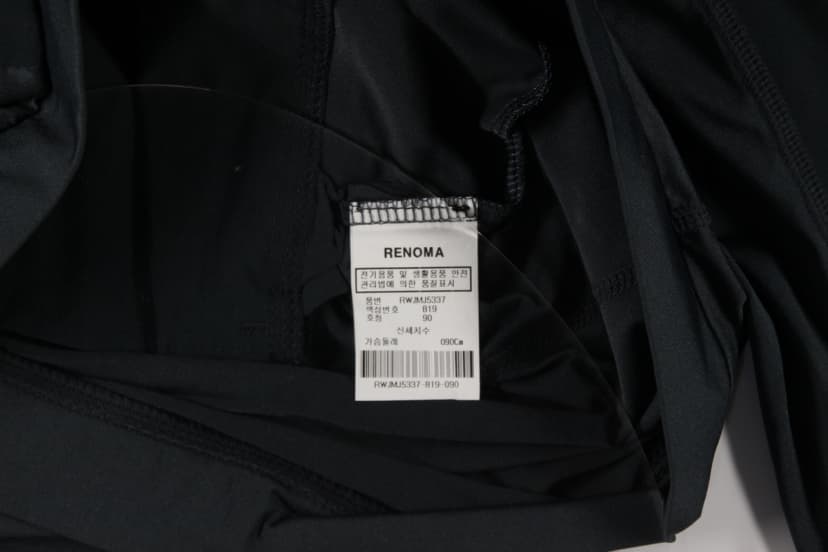 RENOMA
전기용품 및 생활용품 안전
관리법에 의한 품질표시
품번 RWJMJ5337
색상번호 819
호칭 90
신체치수
가슴둘레 090Cm
RWJMJ5337-819-090